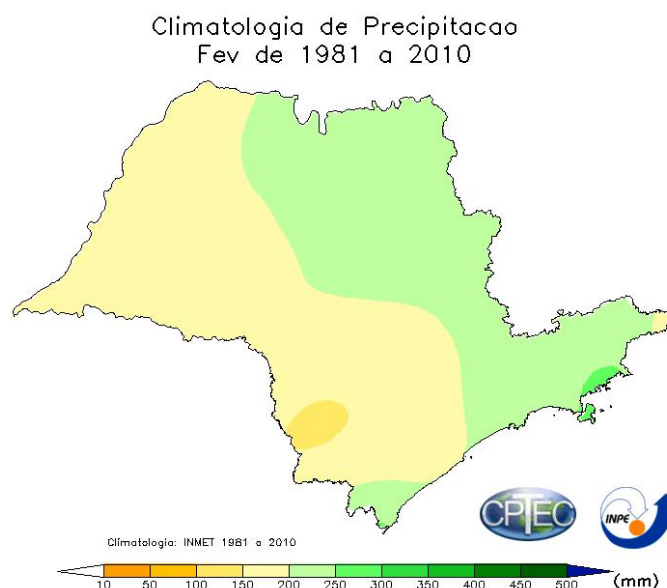 Climatologia de Precipitacao
Fev de 1981 a 2010
CPTEC
INPE
Climatologia: INMET 1981 a 2010
10 50 100 150 200 250 300 350 400 450 500 (mm)